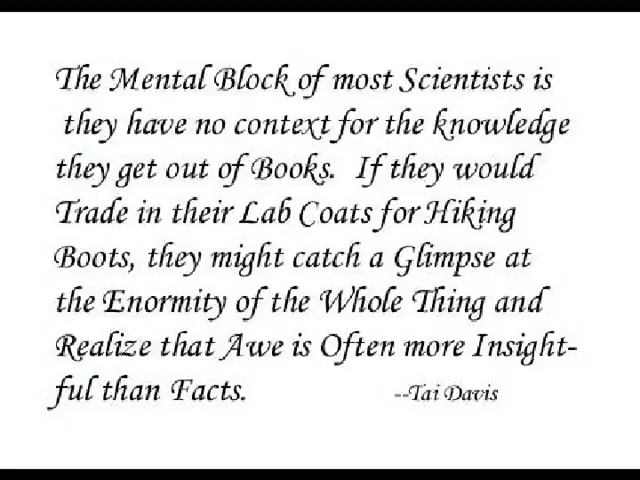 The Mental Block of most Scientists is
they have no context for the knowledge
they get out of Books. If they would
Trade in their Lab Coats for Hiking
Boots, they might catch a Glimpse at
the Enormity of the Whole Thing and
Realize that Awe is Often more Insight-
ful than Facts. --Tai Davis